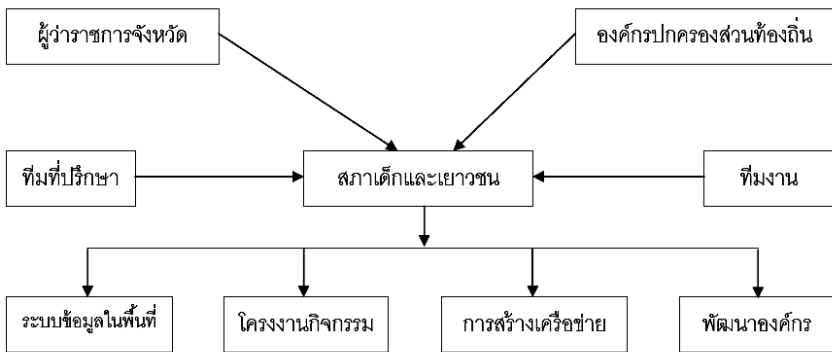 ผู้ว่าราชการจังหวัด
องค์กรปกครองส่วนท้องถิ่น
ทีมที่ปรึกษา
สภาเด็กและเยาวชน
ทีมงาน
ระบบข้อมูลในพื้นที่
โครงงานกิจกรรม
การสร้างเครือข่าย
พัฒนาองค์กร